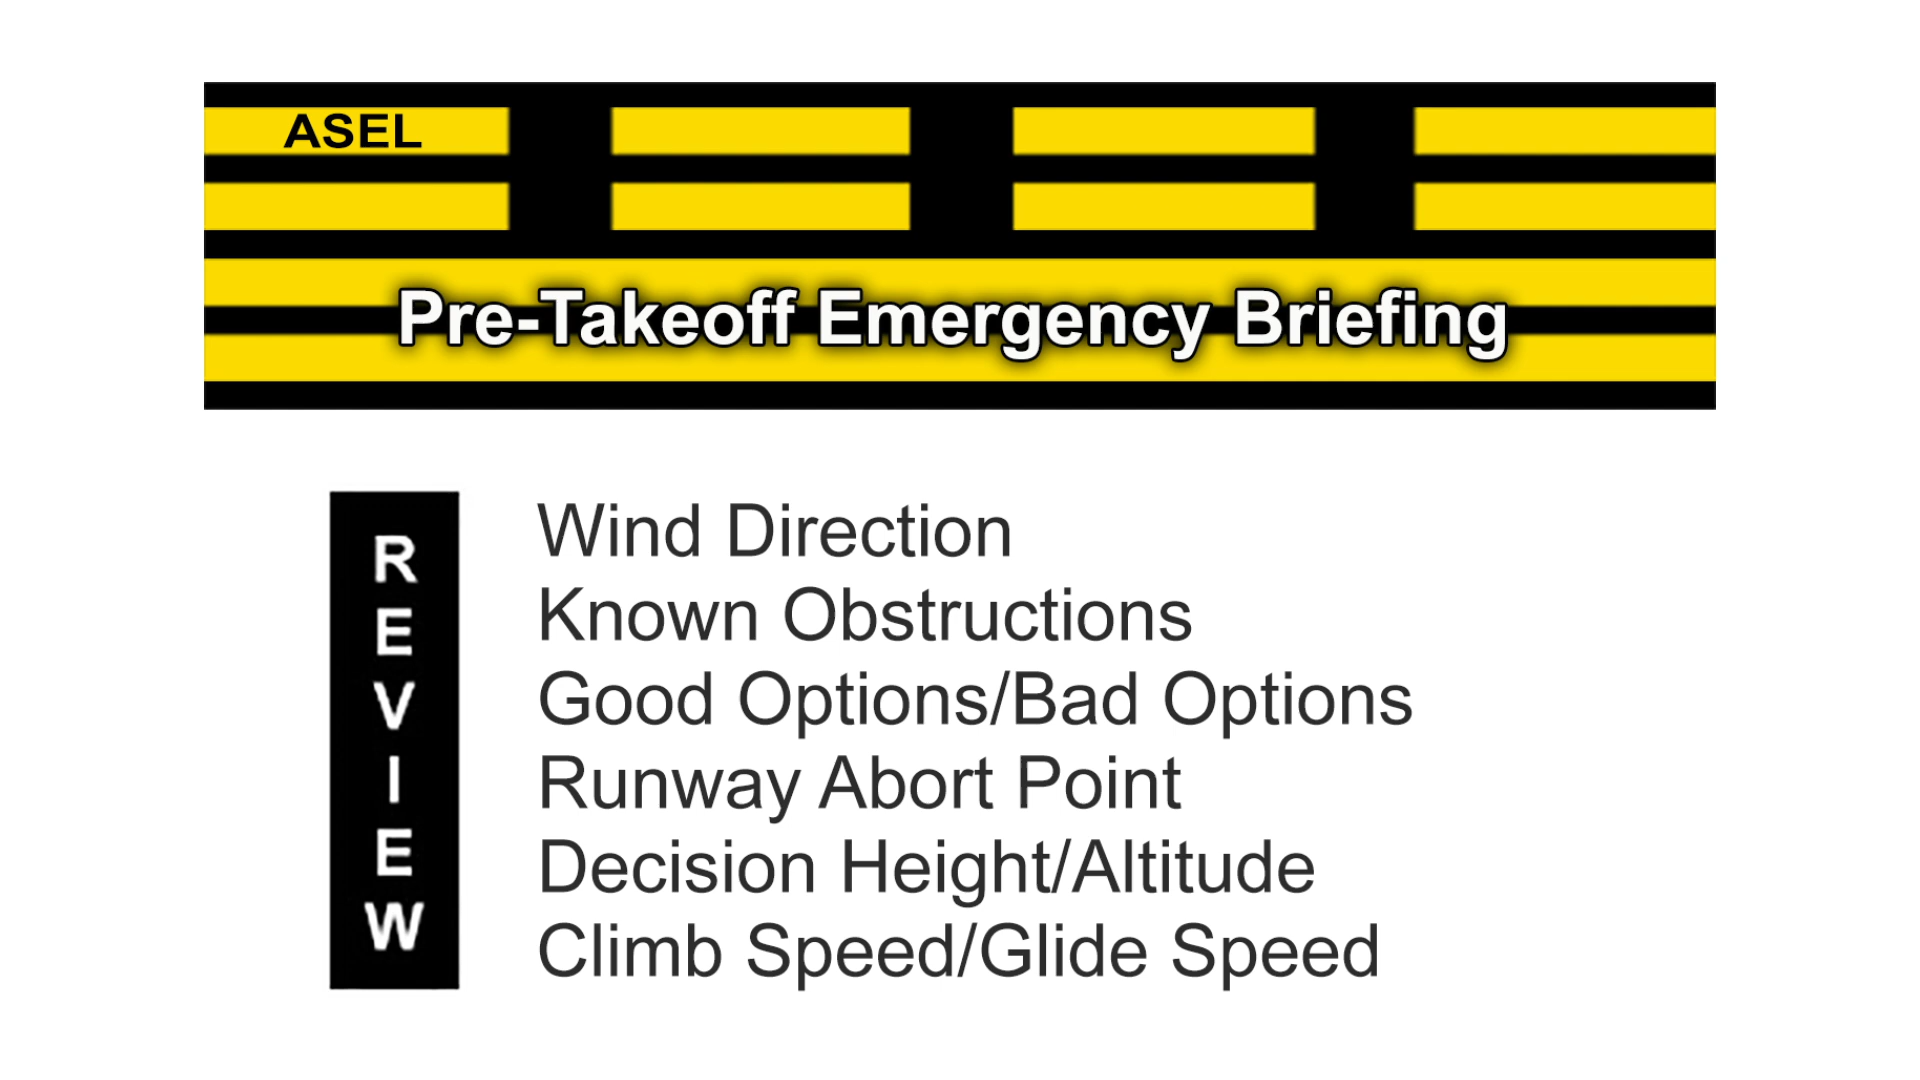 ASEL
Pre-Takeoff Emergency Briefing
REVIEW
Wind Direction
Known Obstructions
Good Options/Bad Options
Runway Abort Point
Decision Height/Altitude
Climb Speed/Glide Speed